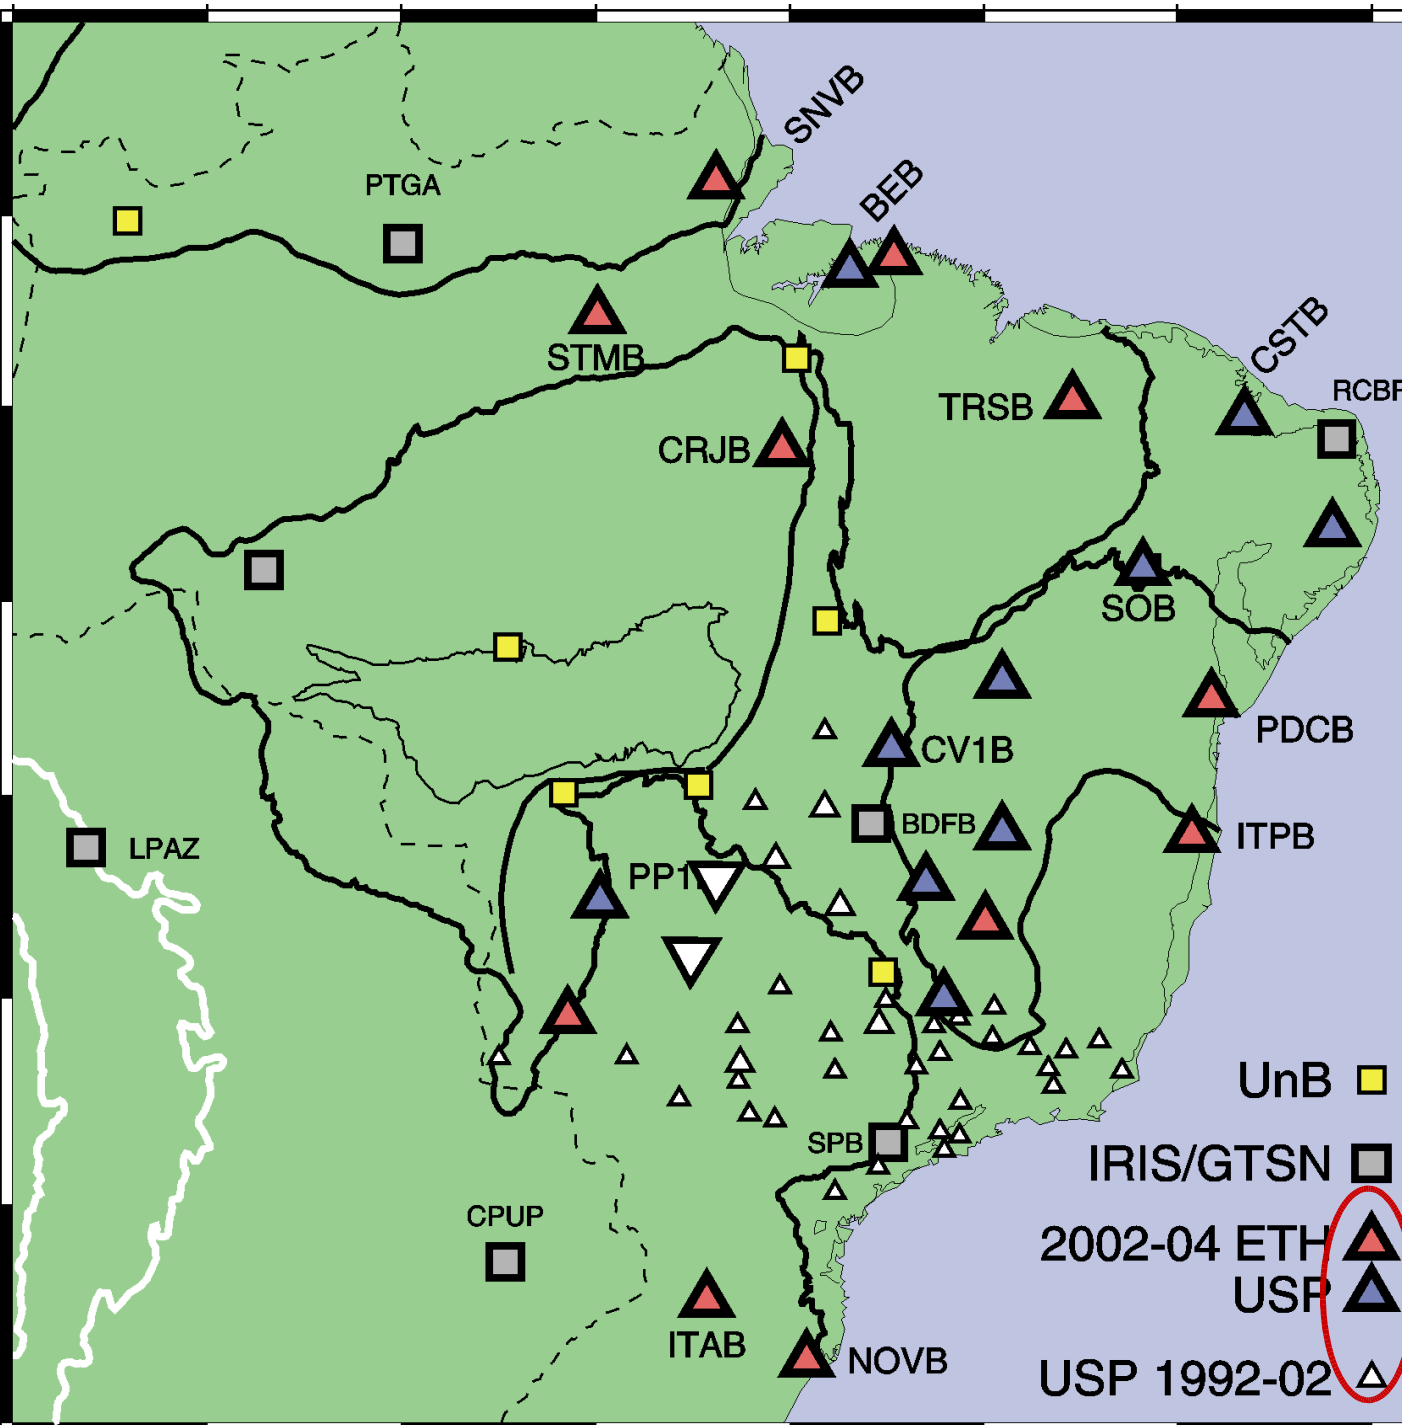 SNVB
PTGA
BEB
STMB
CSTB
RCBR
TRSB
CRJB
SOB
PDCB
CV1B
BDFB
ITPB
LPAZ
PP1
UnB
SPB
IRIS/GTSN
CPUP
2002-04 ETH
USP
ITAB
NOVB
USP 1992-02